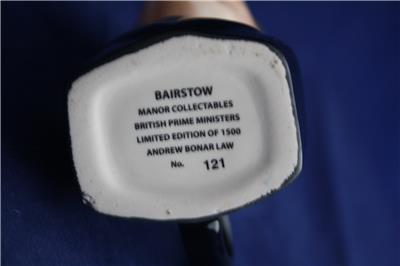 BAIRSTOW
MANOR COLLECTABLES
BRITISH PRIME MINISTERS
LIMITED EDITION OF 1500
ANDREW BONAR LAW
No. 121